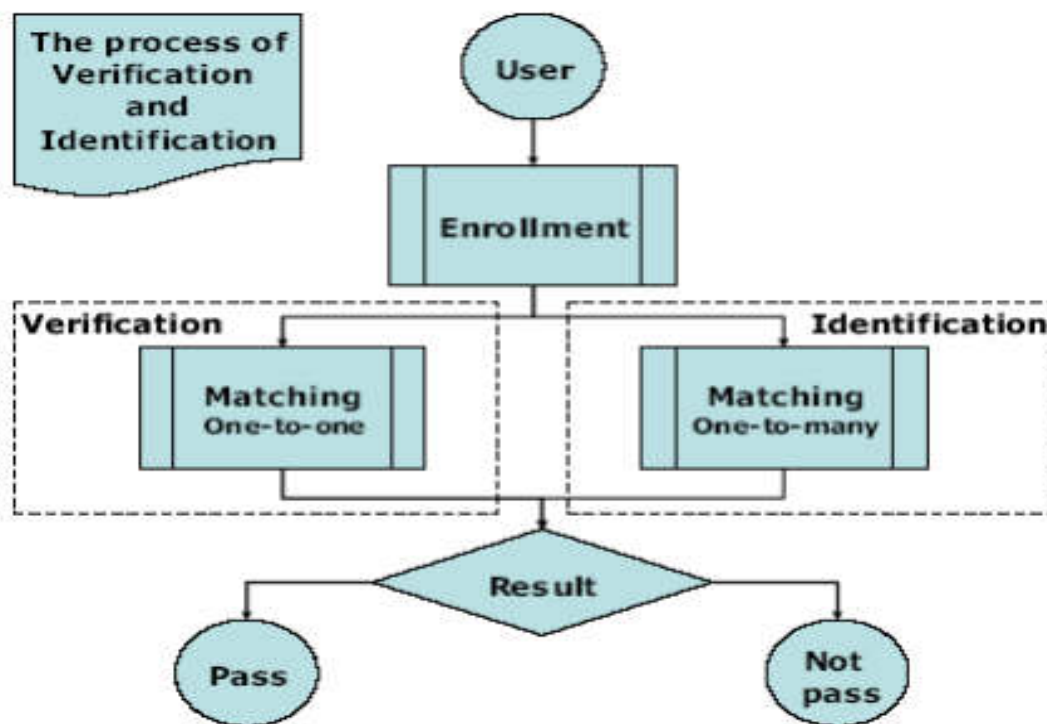 The process of
Verification
and
Identification
User
Enrollment
Verification
Identification
Matching
One-to-one
Matching
One-to-many
Result
Pass
Not
pass